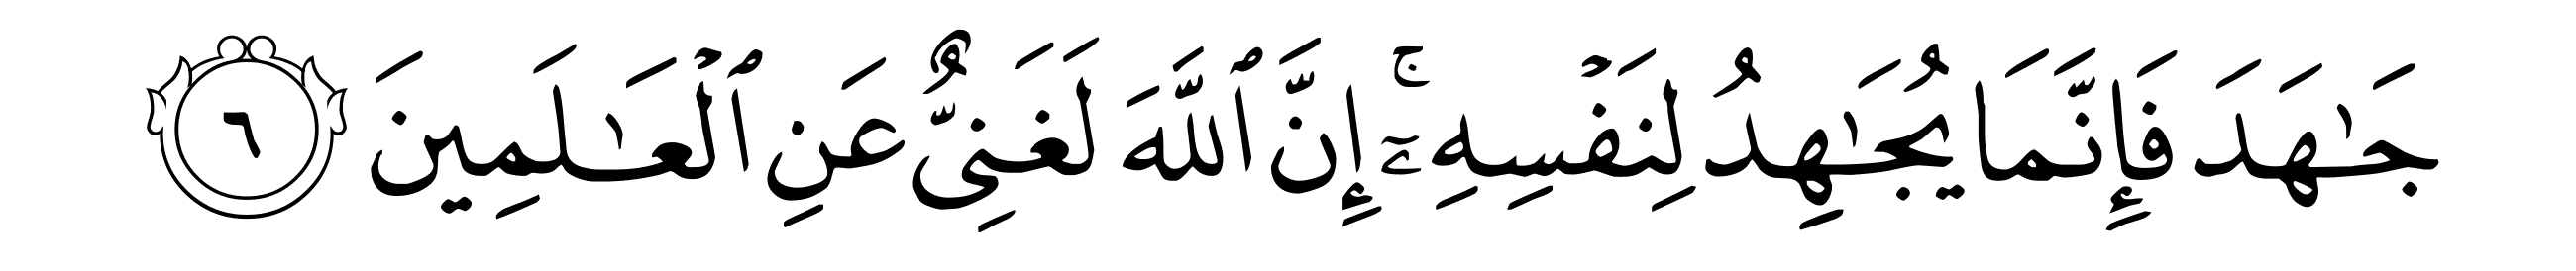 جَٰهَدَ فَإِنَّمَا يُجَٰهِدُ لِنَفۡسِهِۦٓۚ إِنَّ ٱللَّهَ لَغَنِيٌّ عَنِ ٱلۡعَٰلَمِينَ ٦